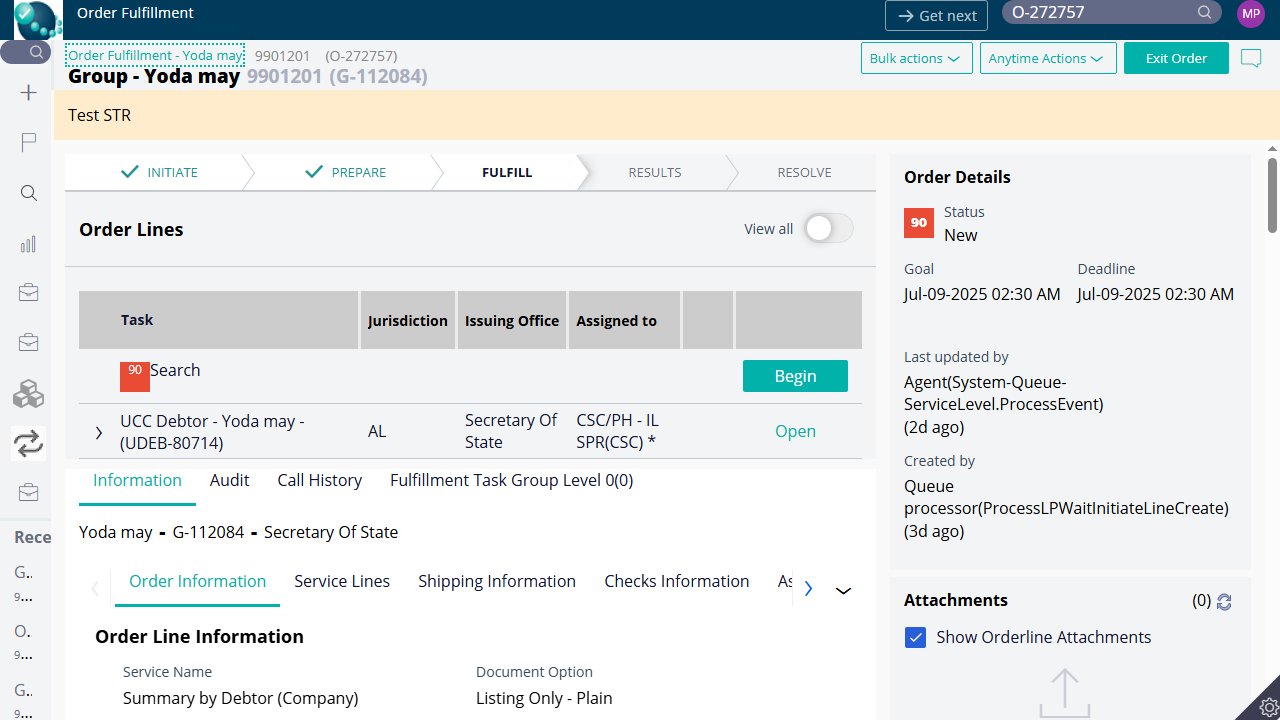 Order Fulfillment
Get next
O-272757
MP
Order Fulfillment - Yoda may
9901201
(O-272757)
Bulk actions
Anytime Actions
Exit Order
Group - Yoda may 9901201 (G-112084)
Test STR
INITIATE
PREPARE
FULFILL
RESULTS
RESOLVE
Order Lines
View all
Task
Jurisdiction
Issuing Office
Assigned to
90
Search
Begin
UCC Debtor - Yoda may -
(UDEB-80714)
AL
Secretary Of
State
CSC/PH - IL
SPR(CSC) *
Open
Information
Audit
Call History
Fulfillment Task Group Level 0(0)
Yoda may - G-112084 - Secretary Of State
Order Information
Service Lines
Shipping Information
Checks Information
As
Order Line Information
Service Name
Summary by Debtor (Company)
Document Option
Listing Only - Plain
Order Details
90
Status
New
Goal
Jul-09-2025 02:30 AM
Deadline
Jul-09-2025 02:30 AM
Last updated by
Agent(System-Queue-
ServiceLevel.ProcessEvent)
(2d ago)
Created by
Queue
processor(ProcessLPWaitInitiateLineCreate)
(3d ago)
Attachments
(0)
Show Orderline Attachments
Rece
G.
9...
O.
9...
G.
9...